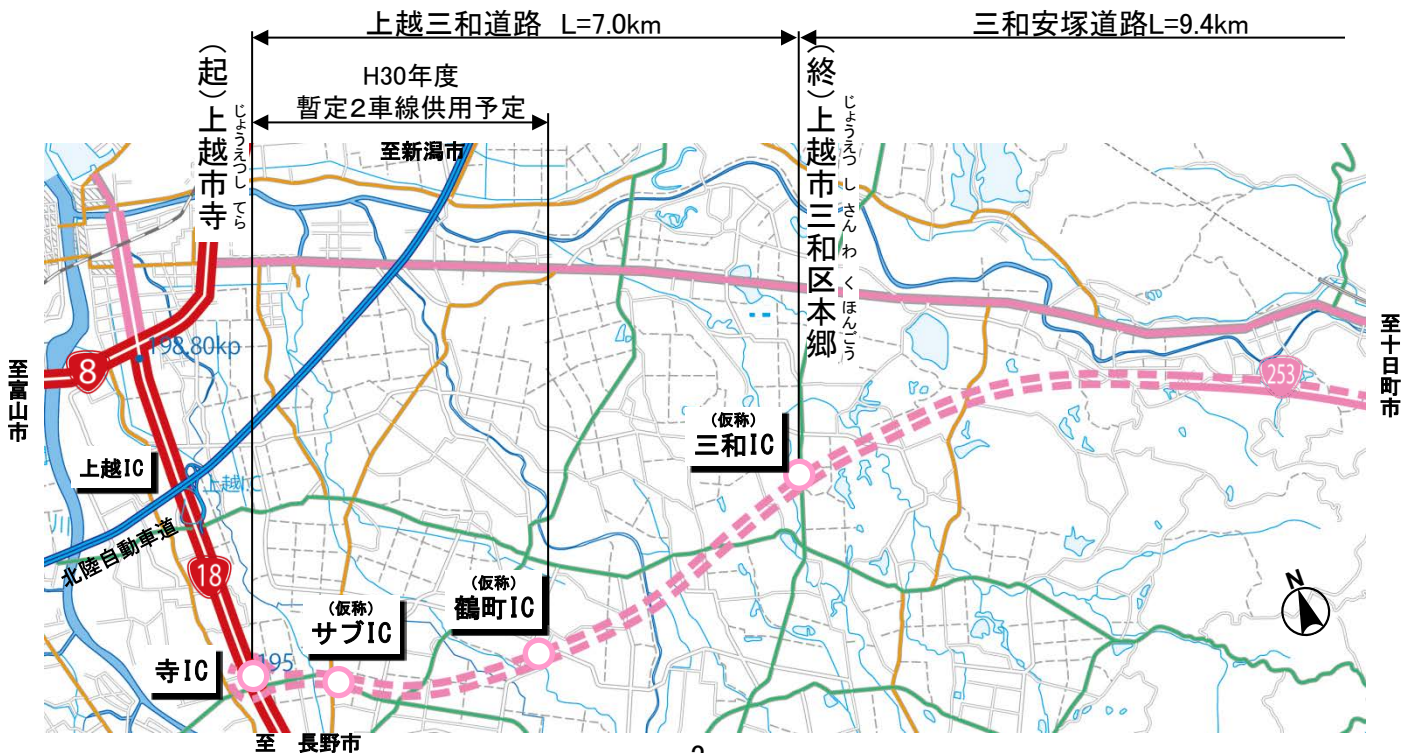 上越三和道路 L=7.0km
三和安塚道路L=9.4km
H30年度
暫定2車線供用予定
(起)上越市寺
じょうえつし てら
(終)上越市三和区本郷
じょうえつ し さん わ く ほんごう
至新潟市
至富山市
至十日町市
8
198.80kp
253
上越IC
上越IC
川
北陸自動車道
18
(仮称)
三和IC
(仮称)
鶴町IC
(仮称)
サブIC
寺IC
195
N
至 長野市